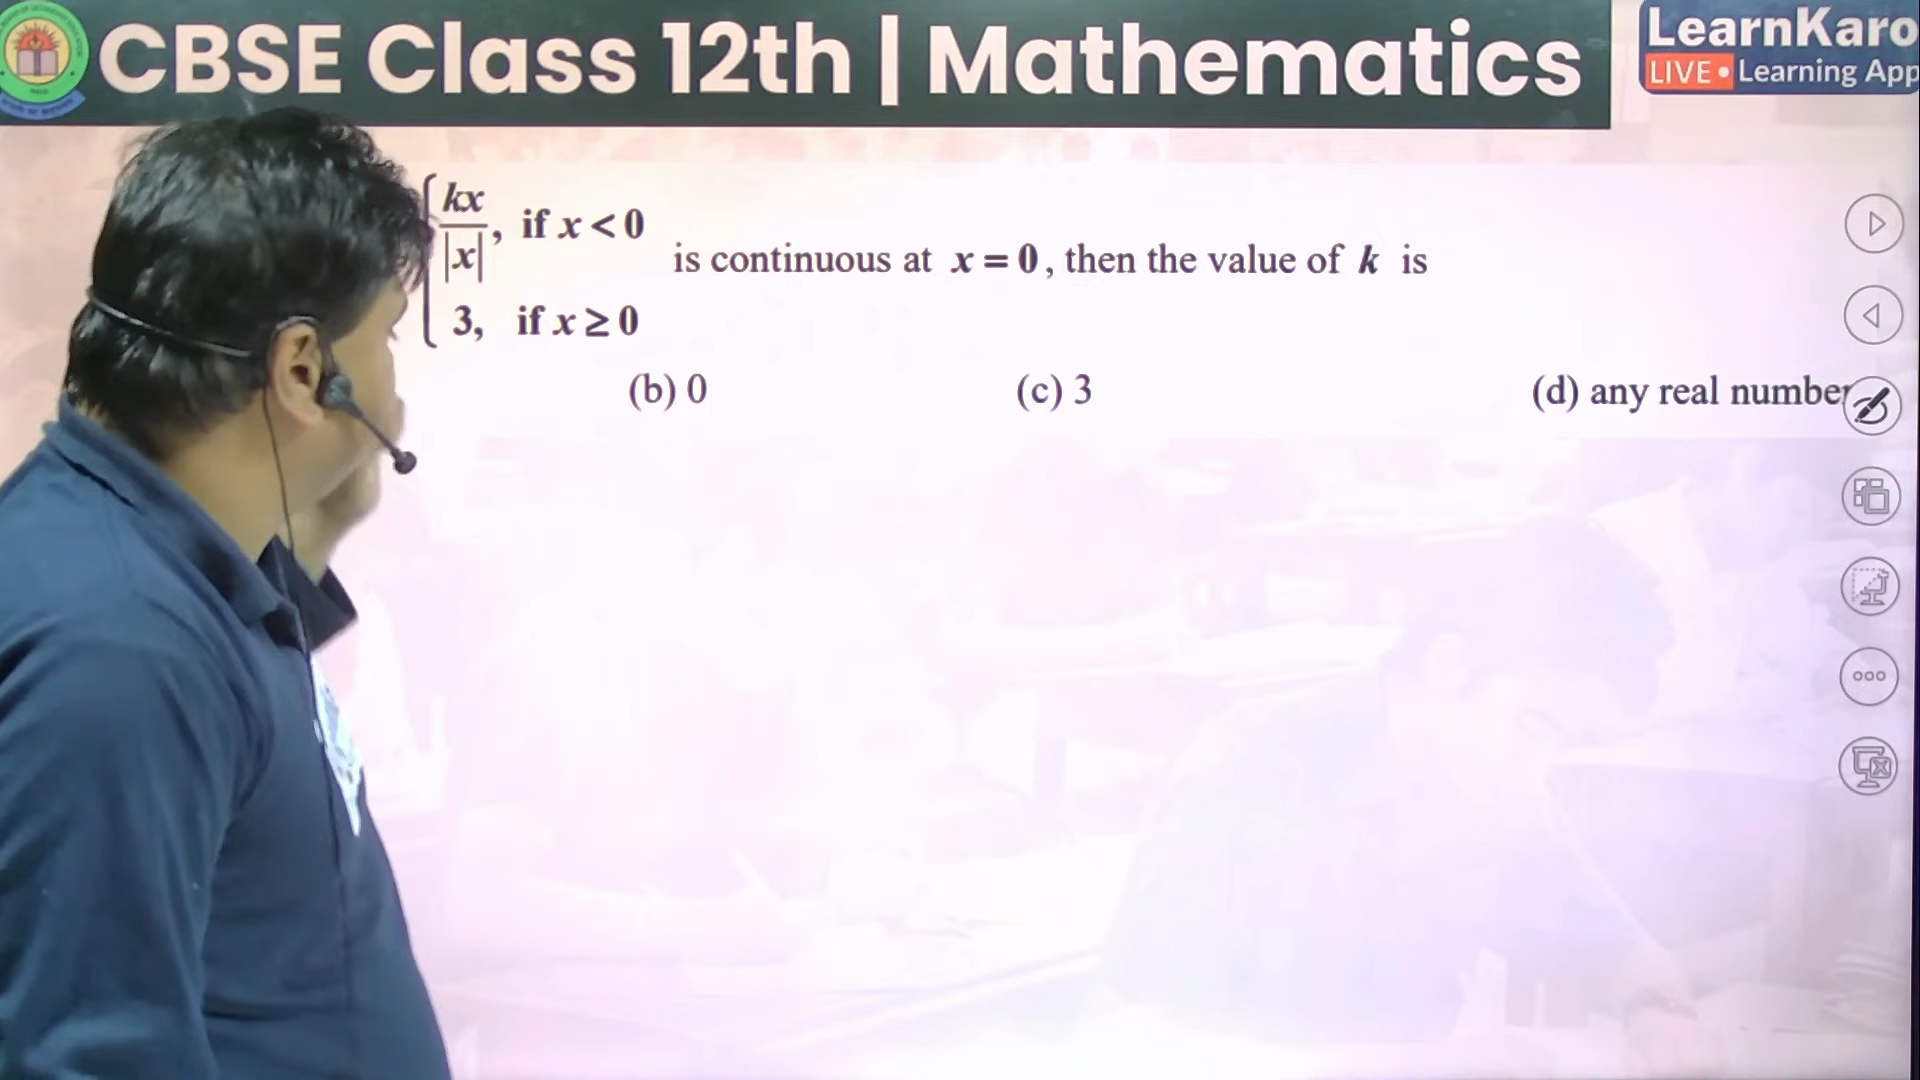 CBSE Class 12th | Mathematics
LearnKaro
LIVE • Learning App
kx/|x|, if x < 0
is continuous at x = 0, then the value of k is
3, if x ≥ 0
(b) 0 (c) 3 (d) any real number